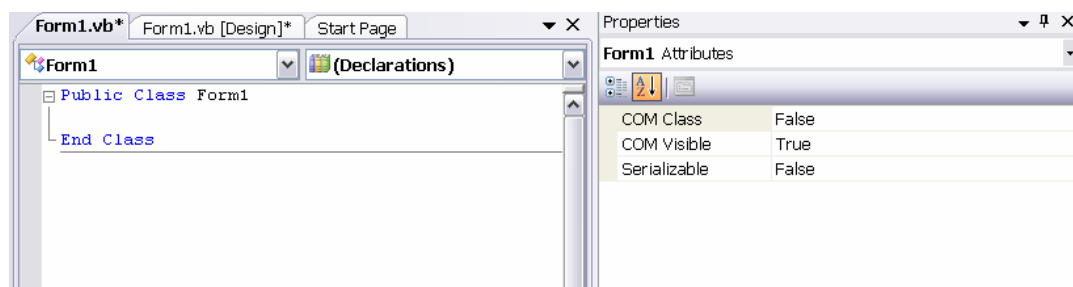 Form1.vb* Form1.vb [Design]* Start Page
Form1 (Declarations)
Public Class Form1
End Class
Properties
Form1 Attributes
A Z
COM Class False
COM Visible True
Serializable False